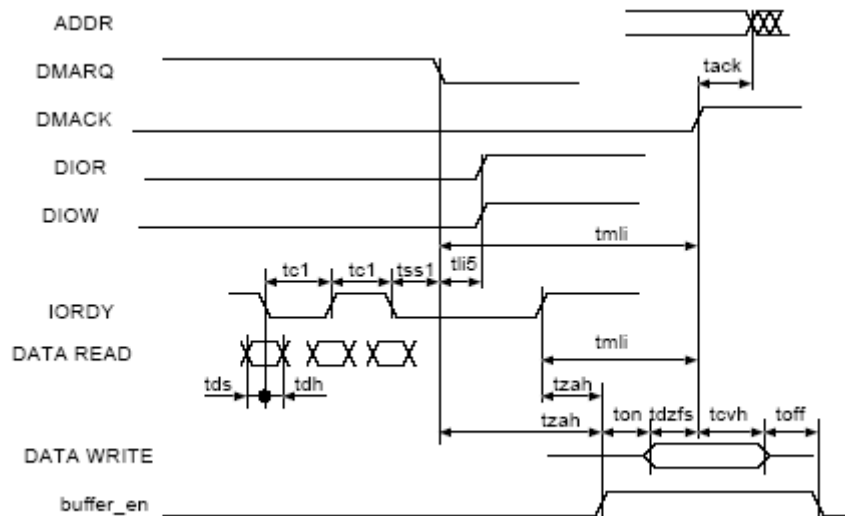 ADDR
tack
DMARQ
DMACK
DIOR
DIOW
tmli
tc1 tc1 tss1 tli5
IORDY
DATA READ
tmli
tds tdh
tzah
tzah ton tdzfs tcvh toff
DATA WRITE
buffer_en